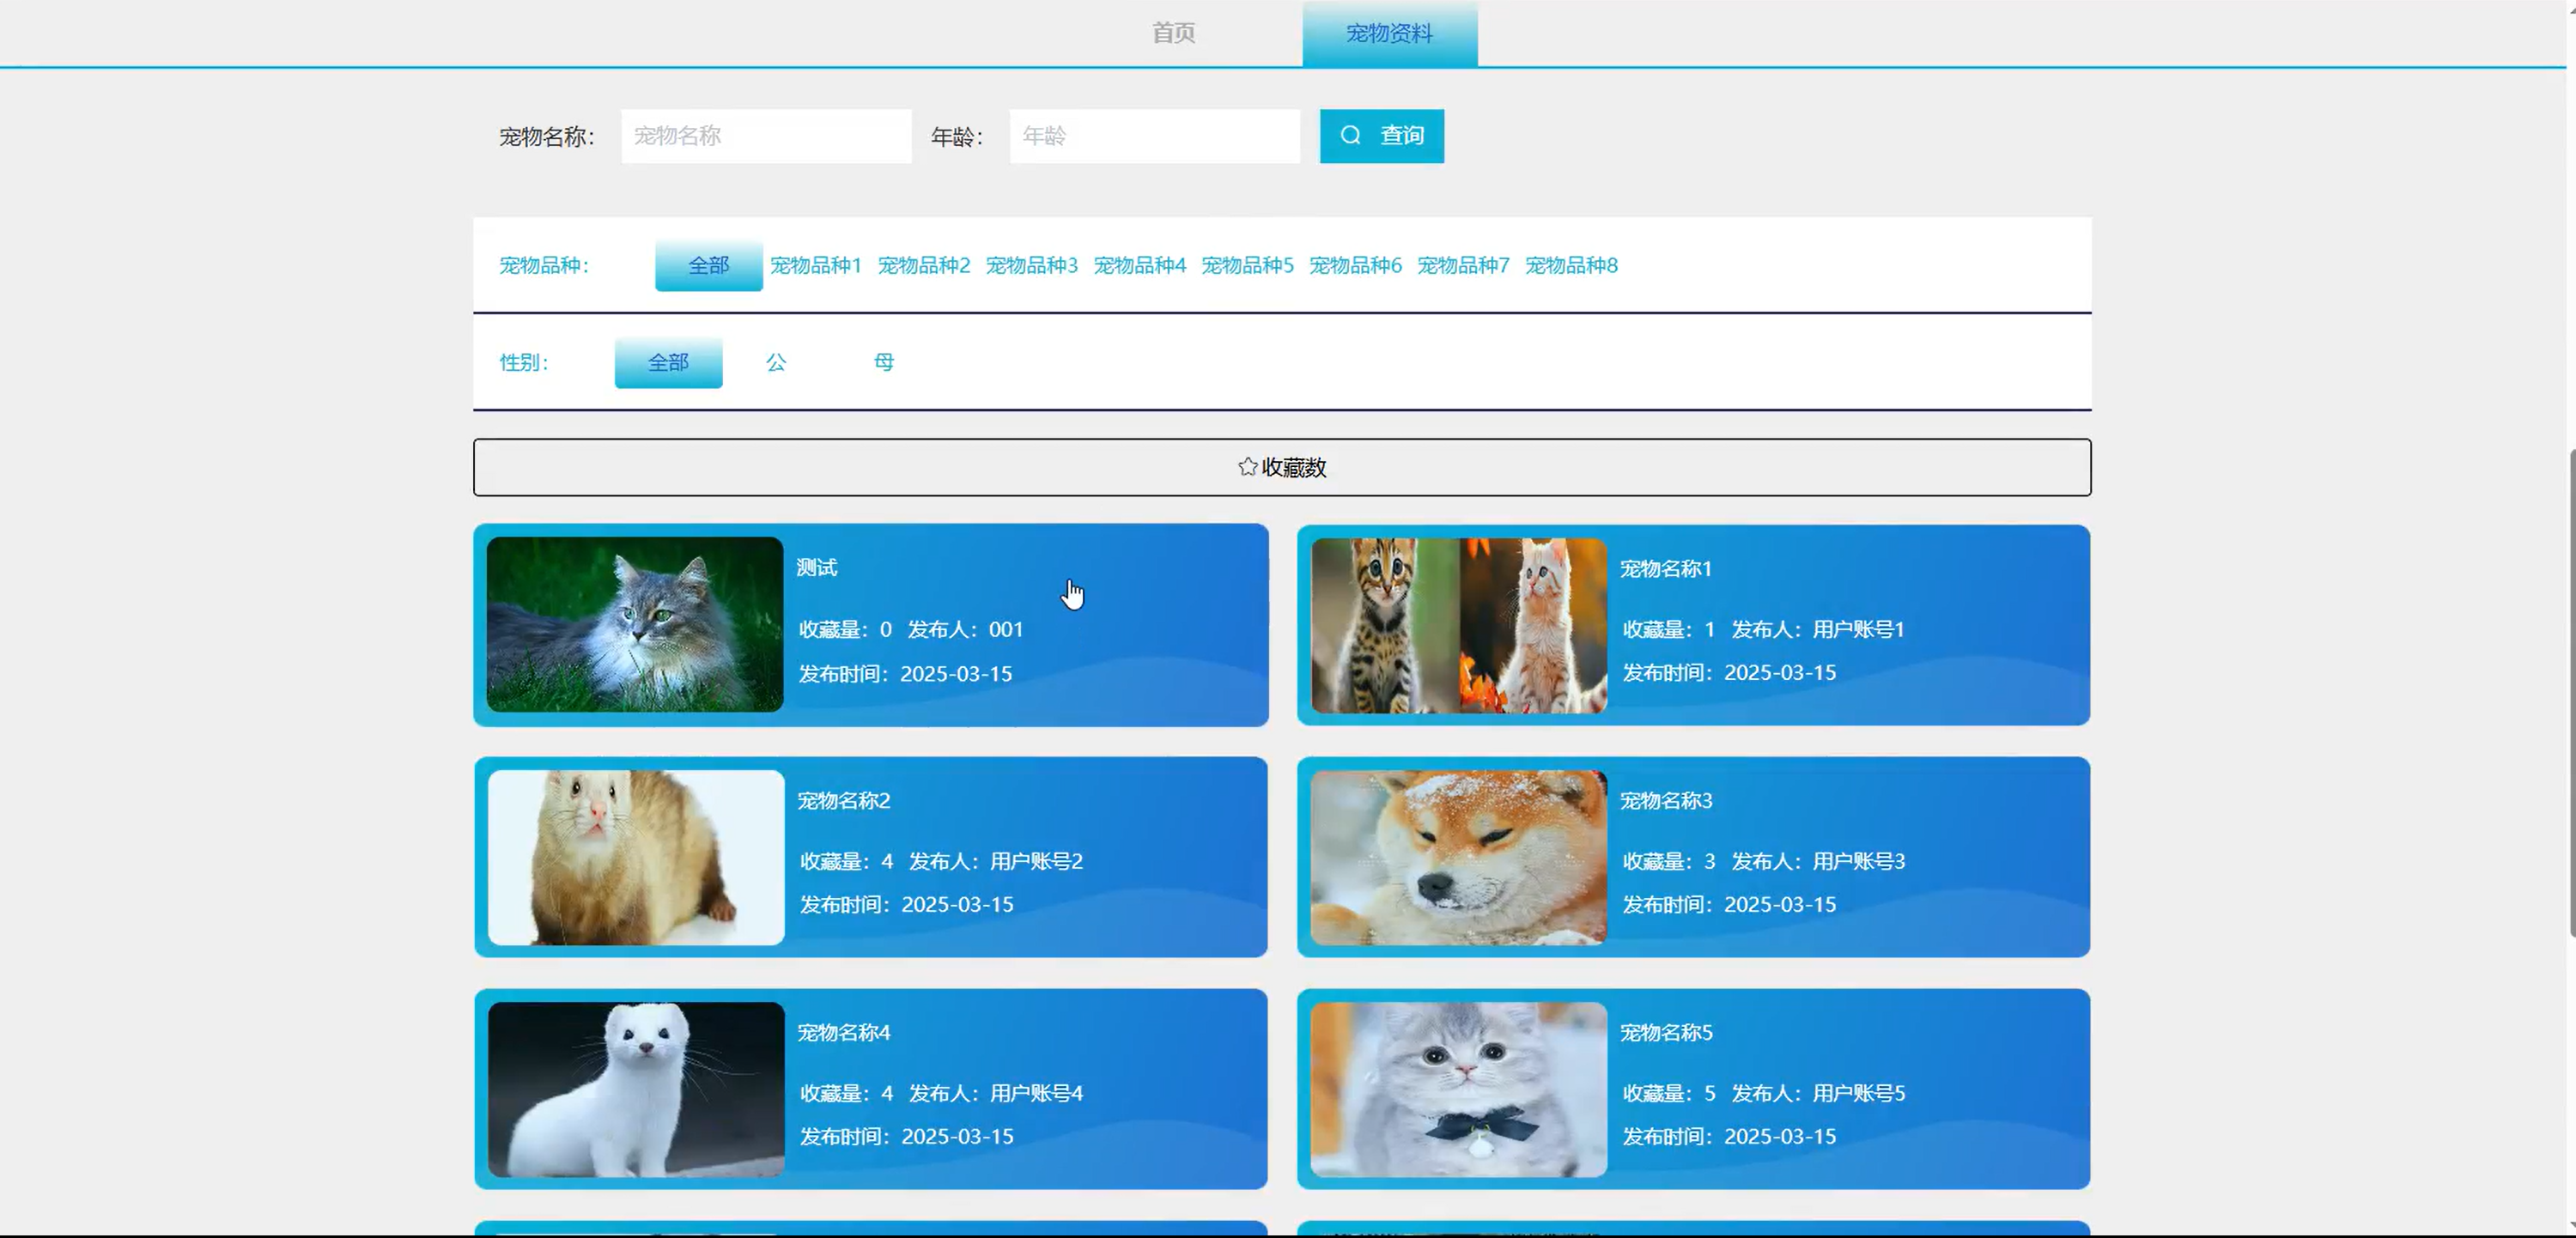 首页 宠物资料
宠物名称： 宠物名称 年龄： 年龄 查询
宠物品种： 全部 宠物品种1 宠物品种2 宠物品种3 宠物品种4 宠物品种5 宠物品种6 宠物品种7 宠物品种8
性别： 全部 公 母
收藏数
测试
收藏量：0 发布人：001
发布时间：2025-03-15
宠物名称1
收藏量：1 发布人：用户账号1
发布时间：2025-03-15
宠物名称2
收藏量：4 发布人：用户账号2
发布时间：2025-03-15
宠物名称3
收藏量：3 发布人：用户账号3
发布时间：2025-03-15
宠物名称4
收藏量：4 发布人：用户账号4
发布时间：2025-03-15
宠物名称5
收藏量：5 发布人：用户账号5
发布时间：2025-03-15